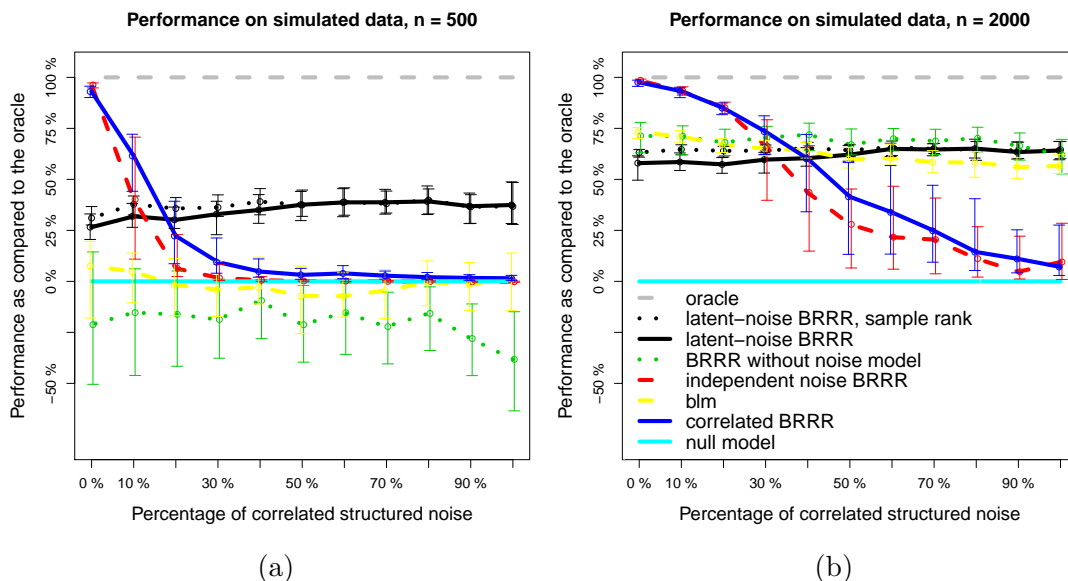 Performance on simulated data, n = 500
Performance as compared to the oracle
100 %
75 %
50 %
25 %
0 %
−50 %
0 %
10 %
30 %
50 %
70 %
90 %
Percentage of correlated structured noise
(a)
Performance on simulated data, n = 2000
Performance as compared to the oracle
100 %
75 %
50 %
25 %
0 %
−50 %
oracle
latent−noise BRRR, sample rank
latent−noise BRRR
BRRR without noise model
independent noise BRRR
blm
correlated BRRR
null model
0 %
10 %
30 %
50 %
70 %
90 %
Percentage of correlated structured noise
(b)